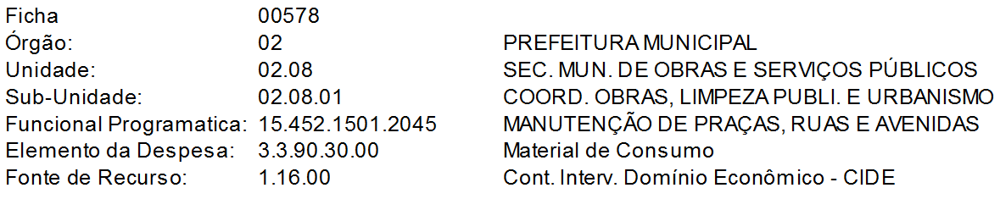 Ficha 00578
Órgão: 02 PREFEITURA MUNICIPAL
Unidade: 02.08 SEC. MUN. DE OBRAS E SERVIÇOS PÚBLICOS
Sub-Unidade: 02.08.01 COORD. OBRAS, LIMPEZA PUBLI. E URBANISMO
Funcional Programatica: 15.452.1501.2045 MANUTENÇÃO DE PRAÇAS, RUAS E AVENIDAS
Elemento da Despesa: 3.3.90.30.00 Material de Consumo
Fonte de Recurso: 1.16.00 Cont. Interv. Domínio Econômico - CIDE